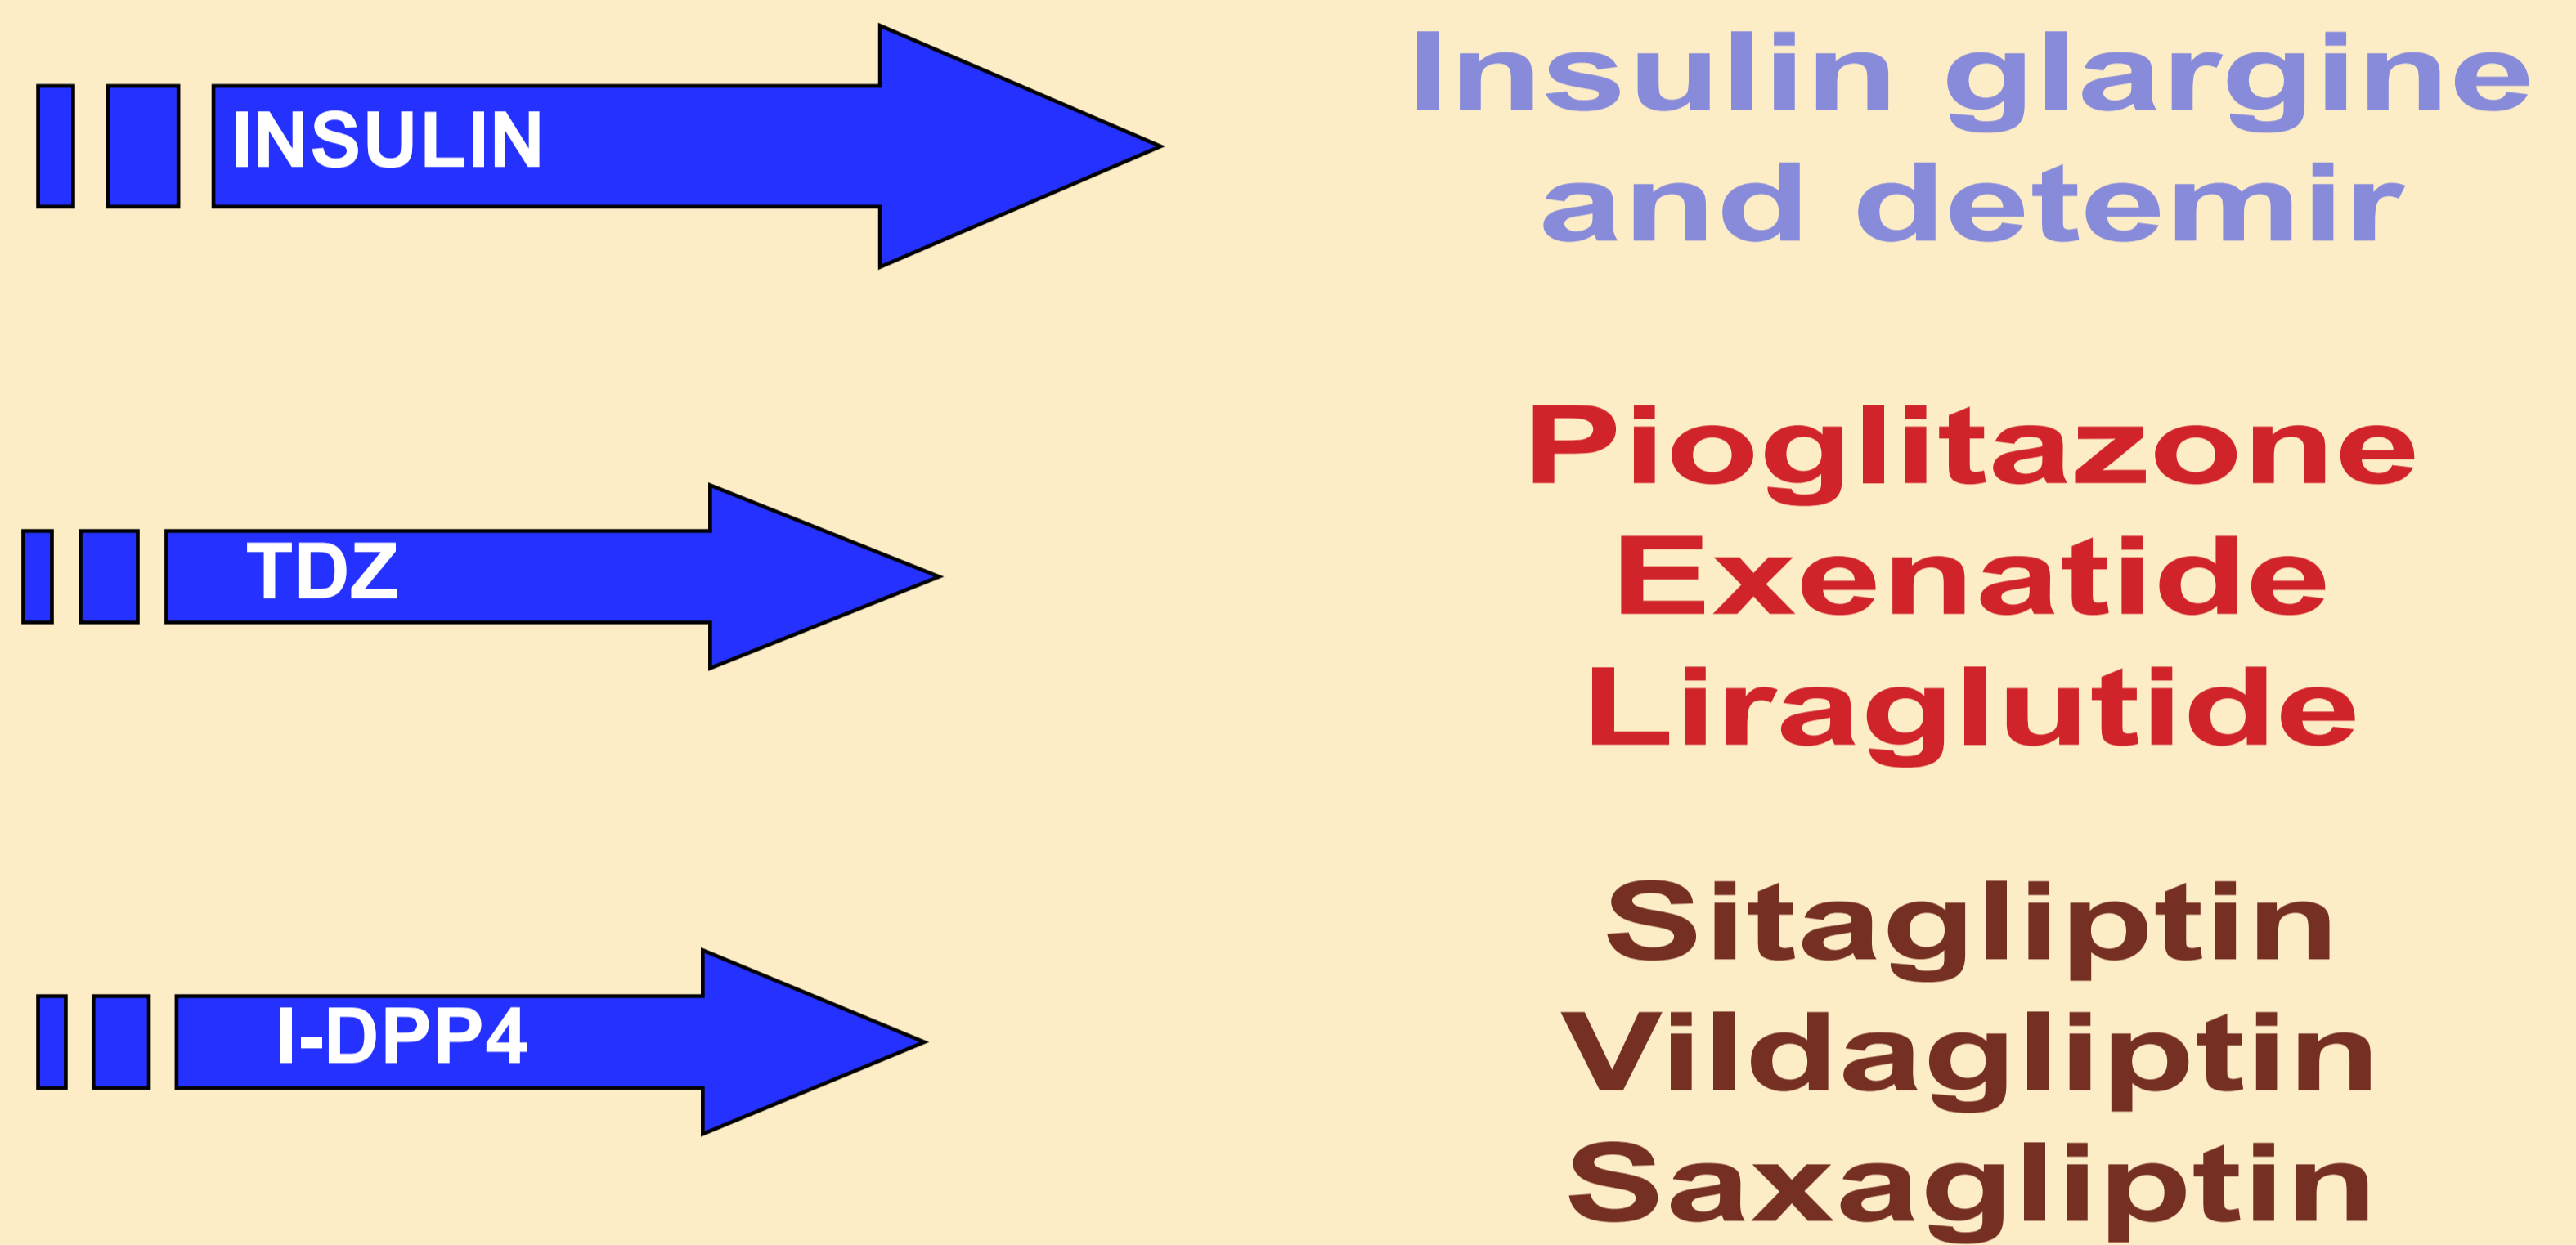 INSULIN
Insulin glargine
and detemir
TDZ
Pioglitazone
Exenatide
Liraglutide
I-DPP4
Sitagliptin
Vildagliptin
Saxagliptin